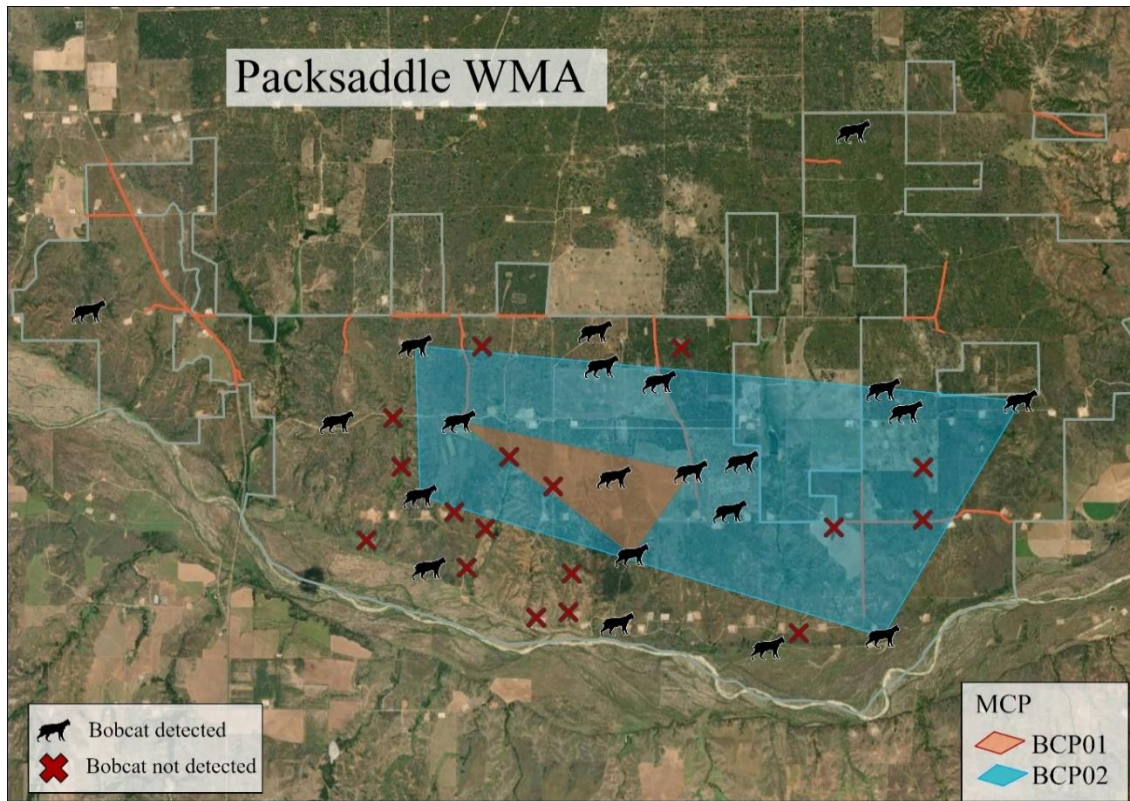 Packsaddle WMA
Bobcat detected
Bobcat not detected
MCP
BCP01
BCP02